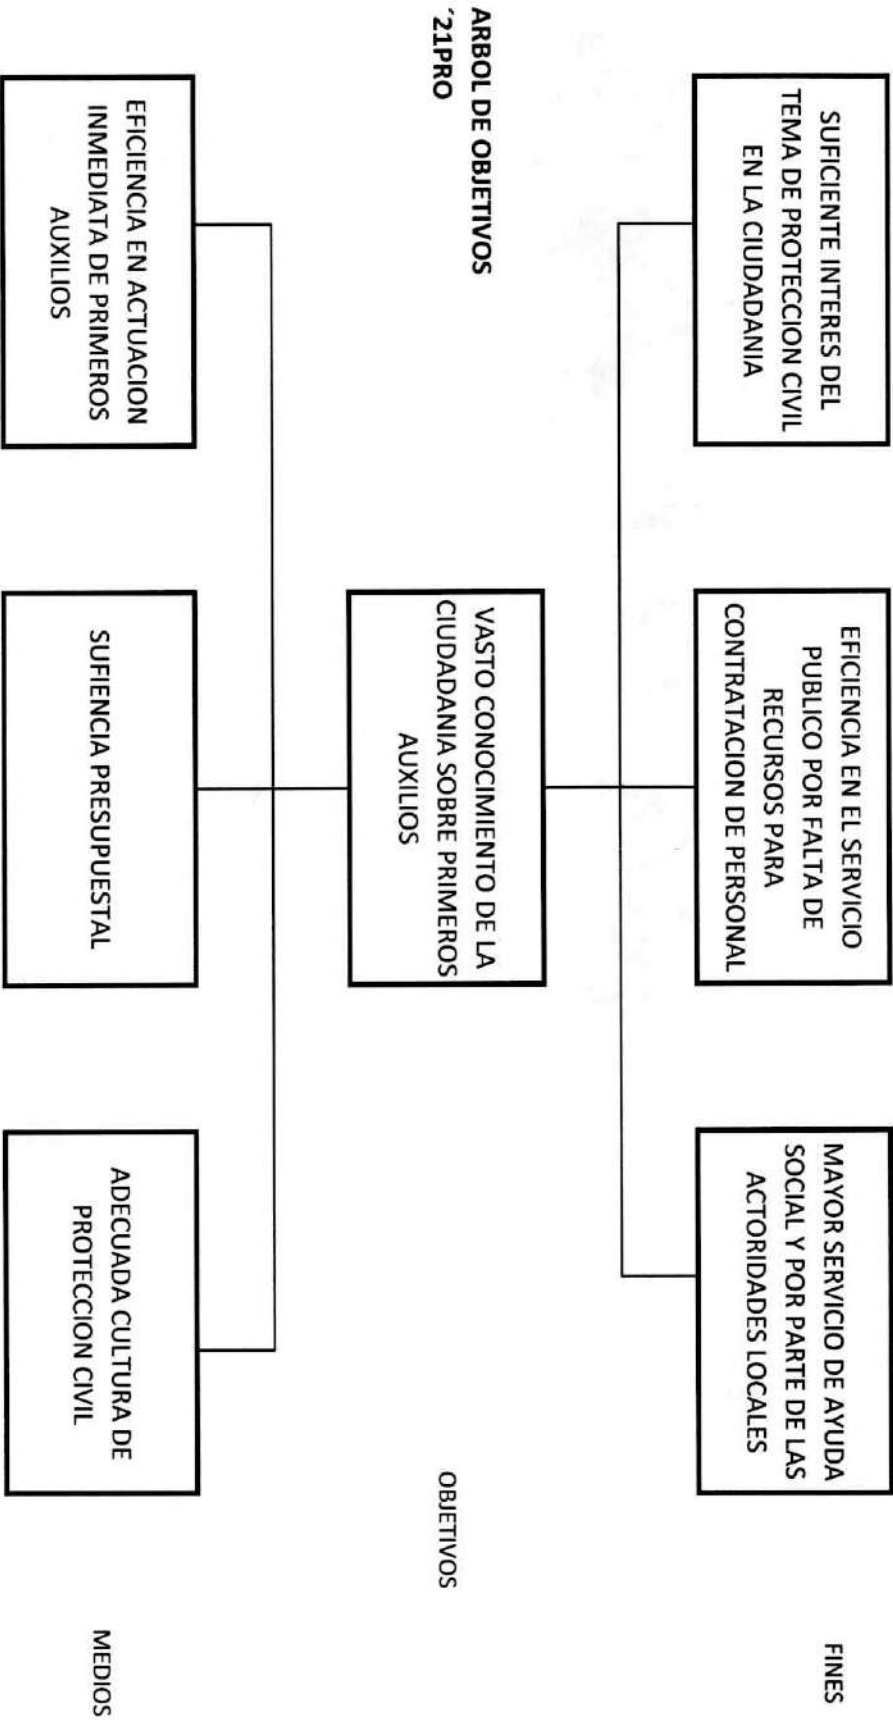 SUFICIENTE INTERES DEL
TEMA DE PROTECCION CIVIL
EN LA CIUDADANIA
EFICIENCIA EN EL SERVICIO
PUBLICO POR FALTA DE
RECURSOS PARA
CONTRATACION DE PERSONAL
MAYOR SERVICIO DE AYUDA
SOCIAL Y POR PARTE DE LAS
ACTORIDADES LOCALES
FINES
ARBOL DE OBJETIVOS
´21PRO
VASTO CONOCIMIENTO DE LA
CIUDADANIA SOBRE PRIMEROS
AUXILIOS
OBJETIVOS
EFICIENCIA EN ACTUACION
INMEDIATA DE PRIMEROS
AUXILIOS
SUFIENCIA PRESUPUESTAL
ADECUADA CULTURA DE
PROTECCION CIVIL
MEDIOS